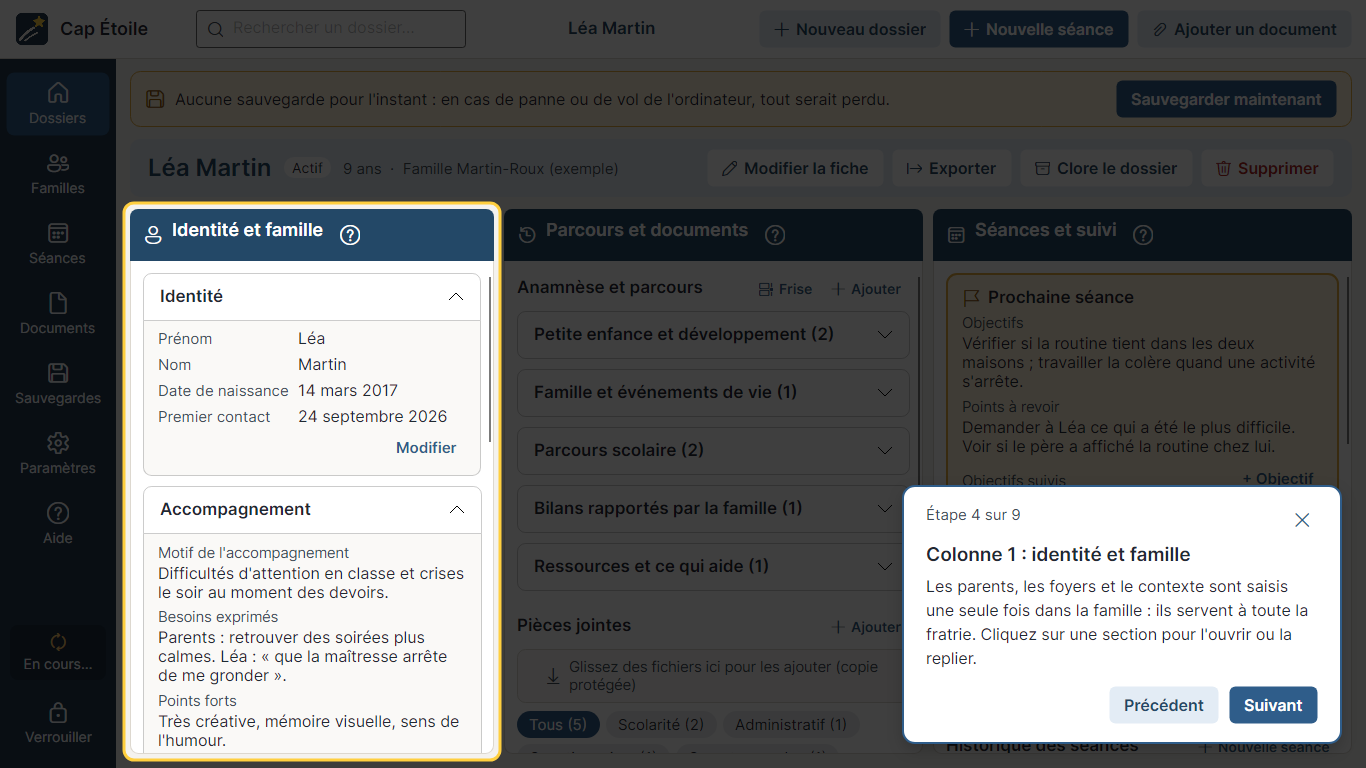 Cap Étoile
Rechercher un dossier...
Léa Martin
Nouveau dossier
Nouvelle séance
Ajouter un document
Dossiers
Familles
Séances
Documents
Sauvegardes
Paramètres
Aide
En cours...
Verrouiller
Aucune sauvegarde pour l'instant : en cas de panne ou de vol de l'ordinateur, tout serait perdu.
Sauvegarder maintenant
Léa Martin
Actif
9 ans · Famille Martin-Roux (exemple)
Modifier la fiche
Exporter
Clore le dossier
Supprimer
Identité et famille
Identité
Prénom Léa
Nom Martin
Date de naissance 14 mars 2017
Premier contact 24 septembre 2026
Modifier
Accompagnement
Motif de l'accompagnement
Difficultés d'attention en classe et crises
le soir au moment des devoirs.
Besoins exprimés
Parents : retrouver des soirées plus
calmes. Léa : « que la maîtresse arrête
de me gronder ».
Points forts
Très créative, mémoire visuelle, sens de
l'humour.
Parcours et documents
Anamnèse et parcours
Frise
Ajouter
Petite enfance et développement (2)
Famille et événements de vie (1)
Parcours scolaire (2)
Bilans rapportés par la famille (1)
Ressources et ce qui aide (1)
Pièces jointes
Ajouter
Glissez des fichiers ici pour les ajouter (copie
protégée)
Tous (5)
Scolarité (2)
Administratif (1)
Séances et suivi
Prochaine séance
Objectifs
Vérifier si la routine tient dans les deux
maisons ; travailler la colère quand une activité
s'arrête.
Points à revoir
Demander à Léa ce qui a été le plus difficile.
Voir si le père a affiché la routine chez lui.
Objectifs suivis
+ Objectif
Étape 4 sur 9
Colonne 1 : identité et famille
Les parents, les foyers et le contexte sont saisis
une seule fois dans la famille : ils servent à toute la
fratrie. Cliquez sur une section pour l'ouvrir ou la
replier.
Précédent
Suivant
Historique des séances
Nouvelle séance